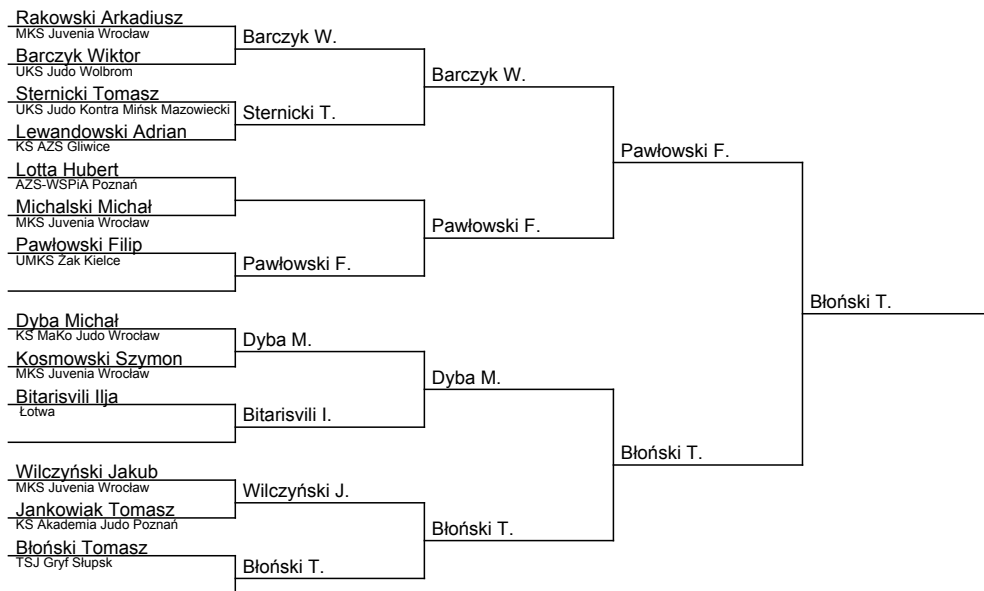 Rakowski Arkadiusz
MKS Juvenia Wrocław
Barczyk W.
Barczyk Wiktor
UKS Judo Wolbrom
Barczyk W.
Sternicki Tomasz
UKS Judo Kontra Mińsk Mazowiecki
Sternicki T.
Lewandowski Adrian
KS AZS Gliwice
Pawłowski F.
Lotta Hubert
AZS-WSPiA Poznań
Michalski Michał
MKS Juvenia Wrocław
Pawłowski F.
Pawłowski Filip
UMKS Żak Kielce
Pawłowski F.
Błoński T.
Dyba Michał
KS MaKo Judo Wrocław
Dyba M.
Kosmowski Szymon
MKS Juvenia Wrocław
Dyba M.
Bitarisvili Ilja
Łotwa
Bitarisvili I.
Błoński T.
Wilczyński Jakub
MKS Juvenia Wrocław
Wilczyński J.
Jankowiak Tomasz
KS Akademia Judo Poznań
Błoński T.
Błoński Tomasz
TSJ Gryf Słupsk
Błoński T.